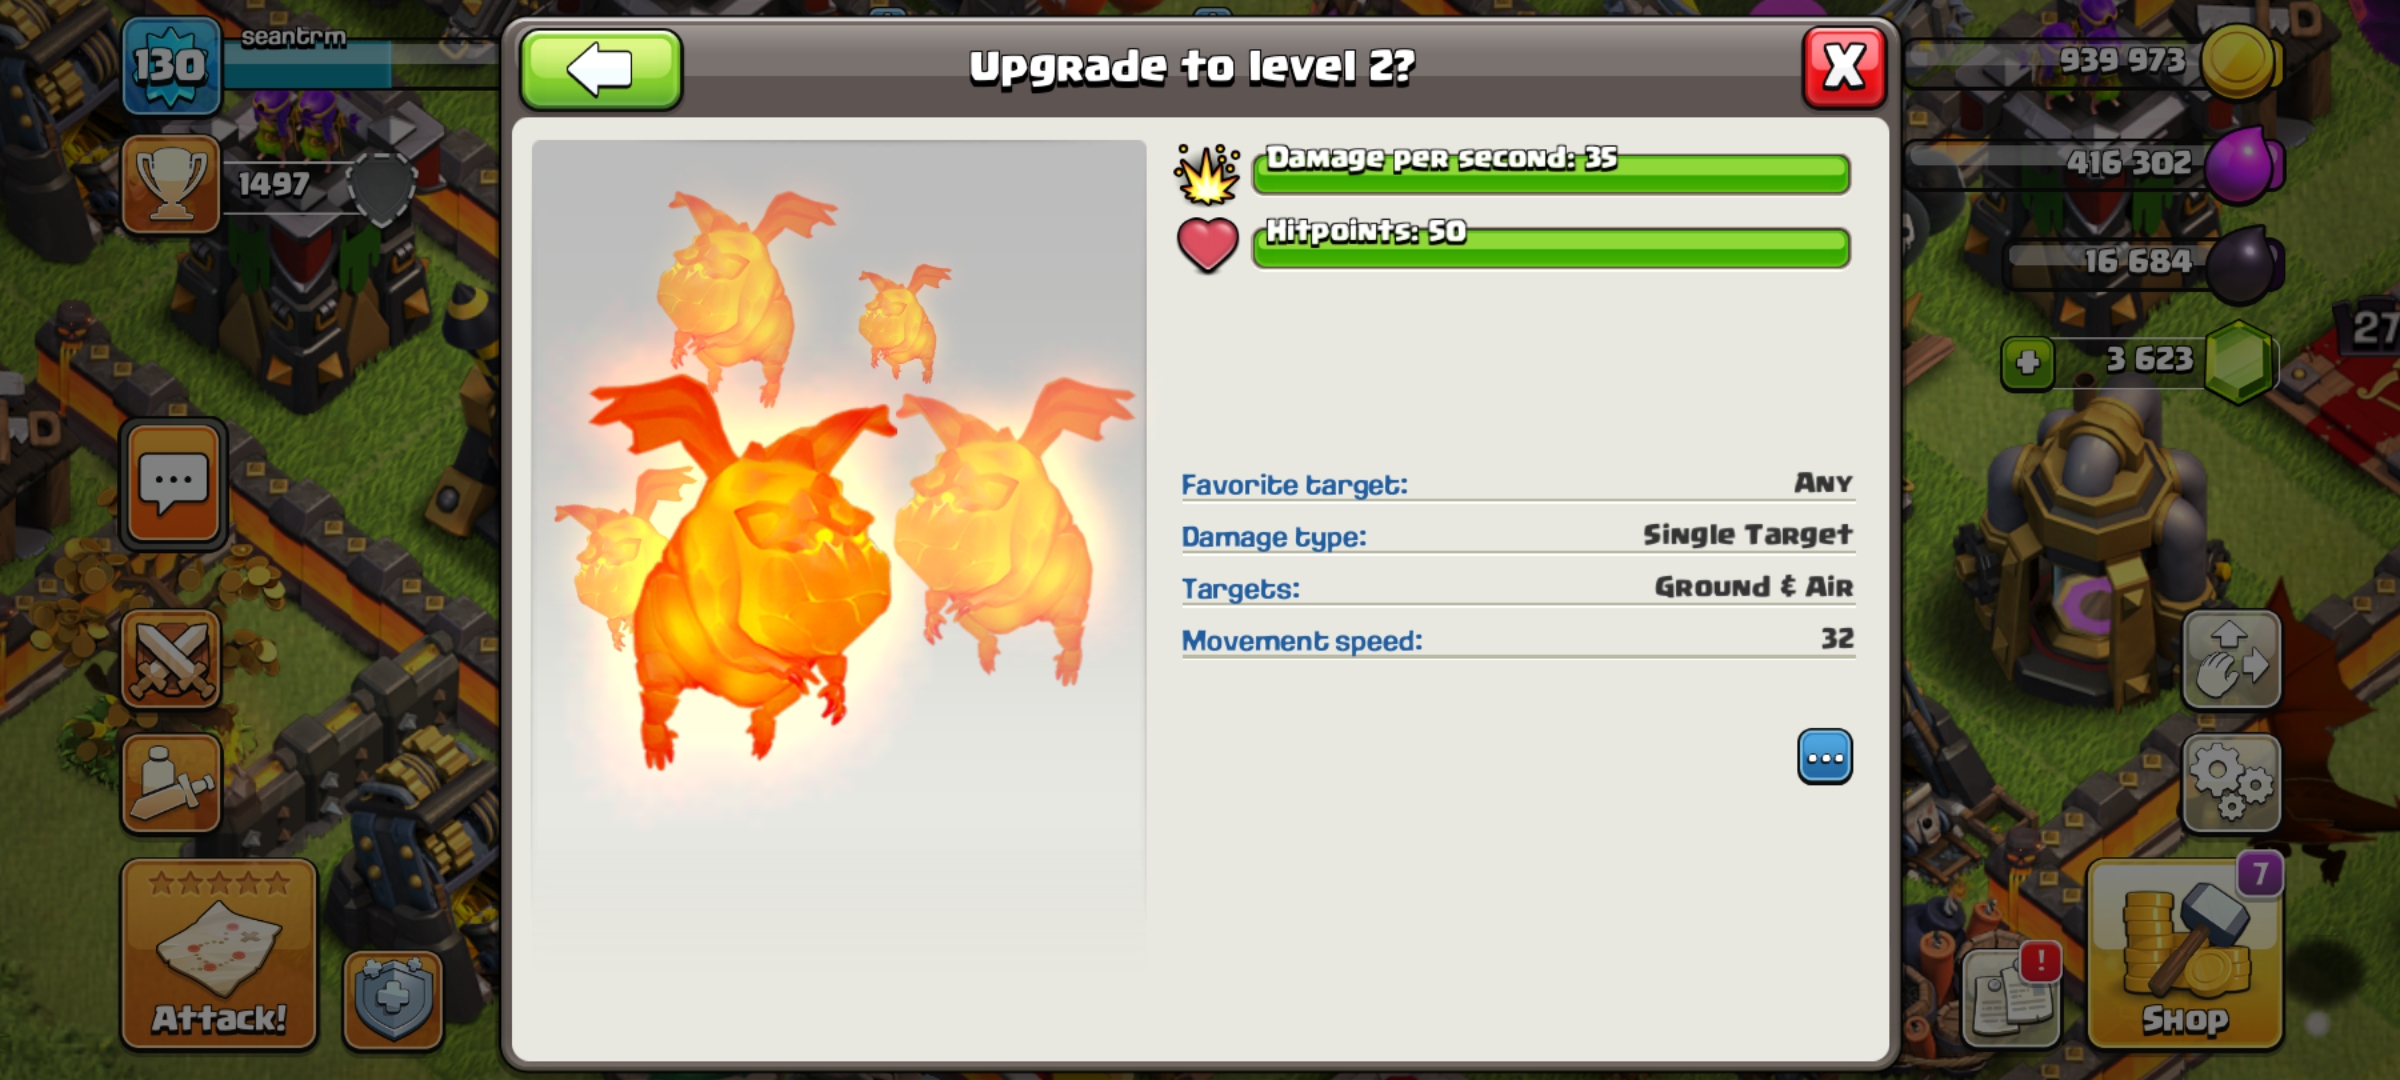 130
seantrm
1497
Upgrade to level 2?
X
939 973
416 302
16 684
3 623
27
Damage per second: 35
Hitpoints: 50
Favorite target: Any
Damage type: Single Target
Targets: Ground & Air
Movement speed: 32
Attack!
!
7
Shop